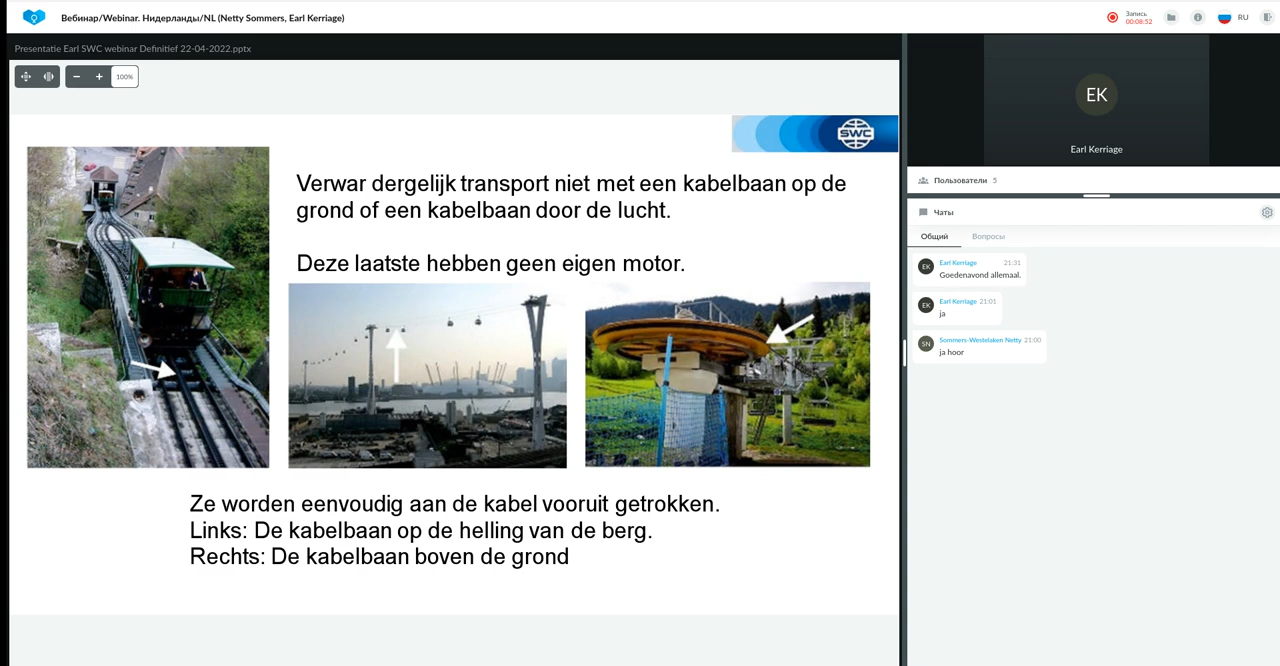 Вебинар/Webinar. Нидерланды/NL (Netty Sommers, Earl Kerriage)
Запись
00:08:52
RU
Presentatie Earl SWC webinar Definitief 22-04-2022.pptx
100%
SWC
Verwar dergelijk transport niet met een kabelbaan op de
grond of een kabelbaan door de lucht.
Deze laatste hebben geen eigen motor.
Ze worden eenvoudig aan de kabel vooruit getrokken.
Links: De kabelbaan op de helling van de berg.
Rechts: De kabelbaan boven de grond
EK
Earl Kerriage
Пользователи 5
Чаты
Общий Вопросы
EK Earl Kerriage 21:31
Goedenavond allemaal.
EK Earl Kerriage 21:01
ja
SN Sommers-Westelaken Netty 21:00
ja hoor